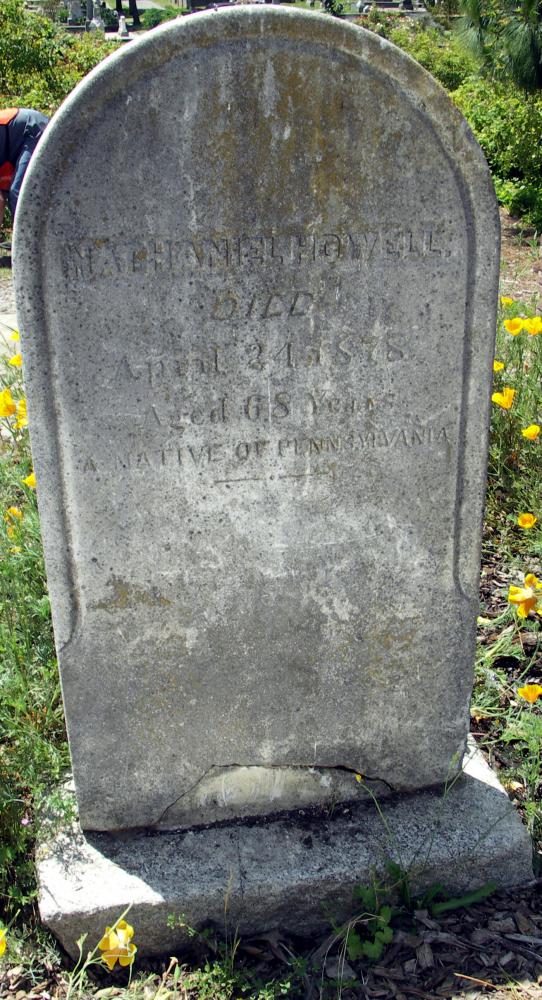 NATHANIEL HOWELL.
DIED
April 24, 1878
Aged 68 Years
A NATIVE OF PENNSYLVANIA